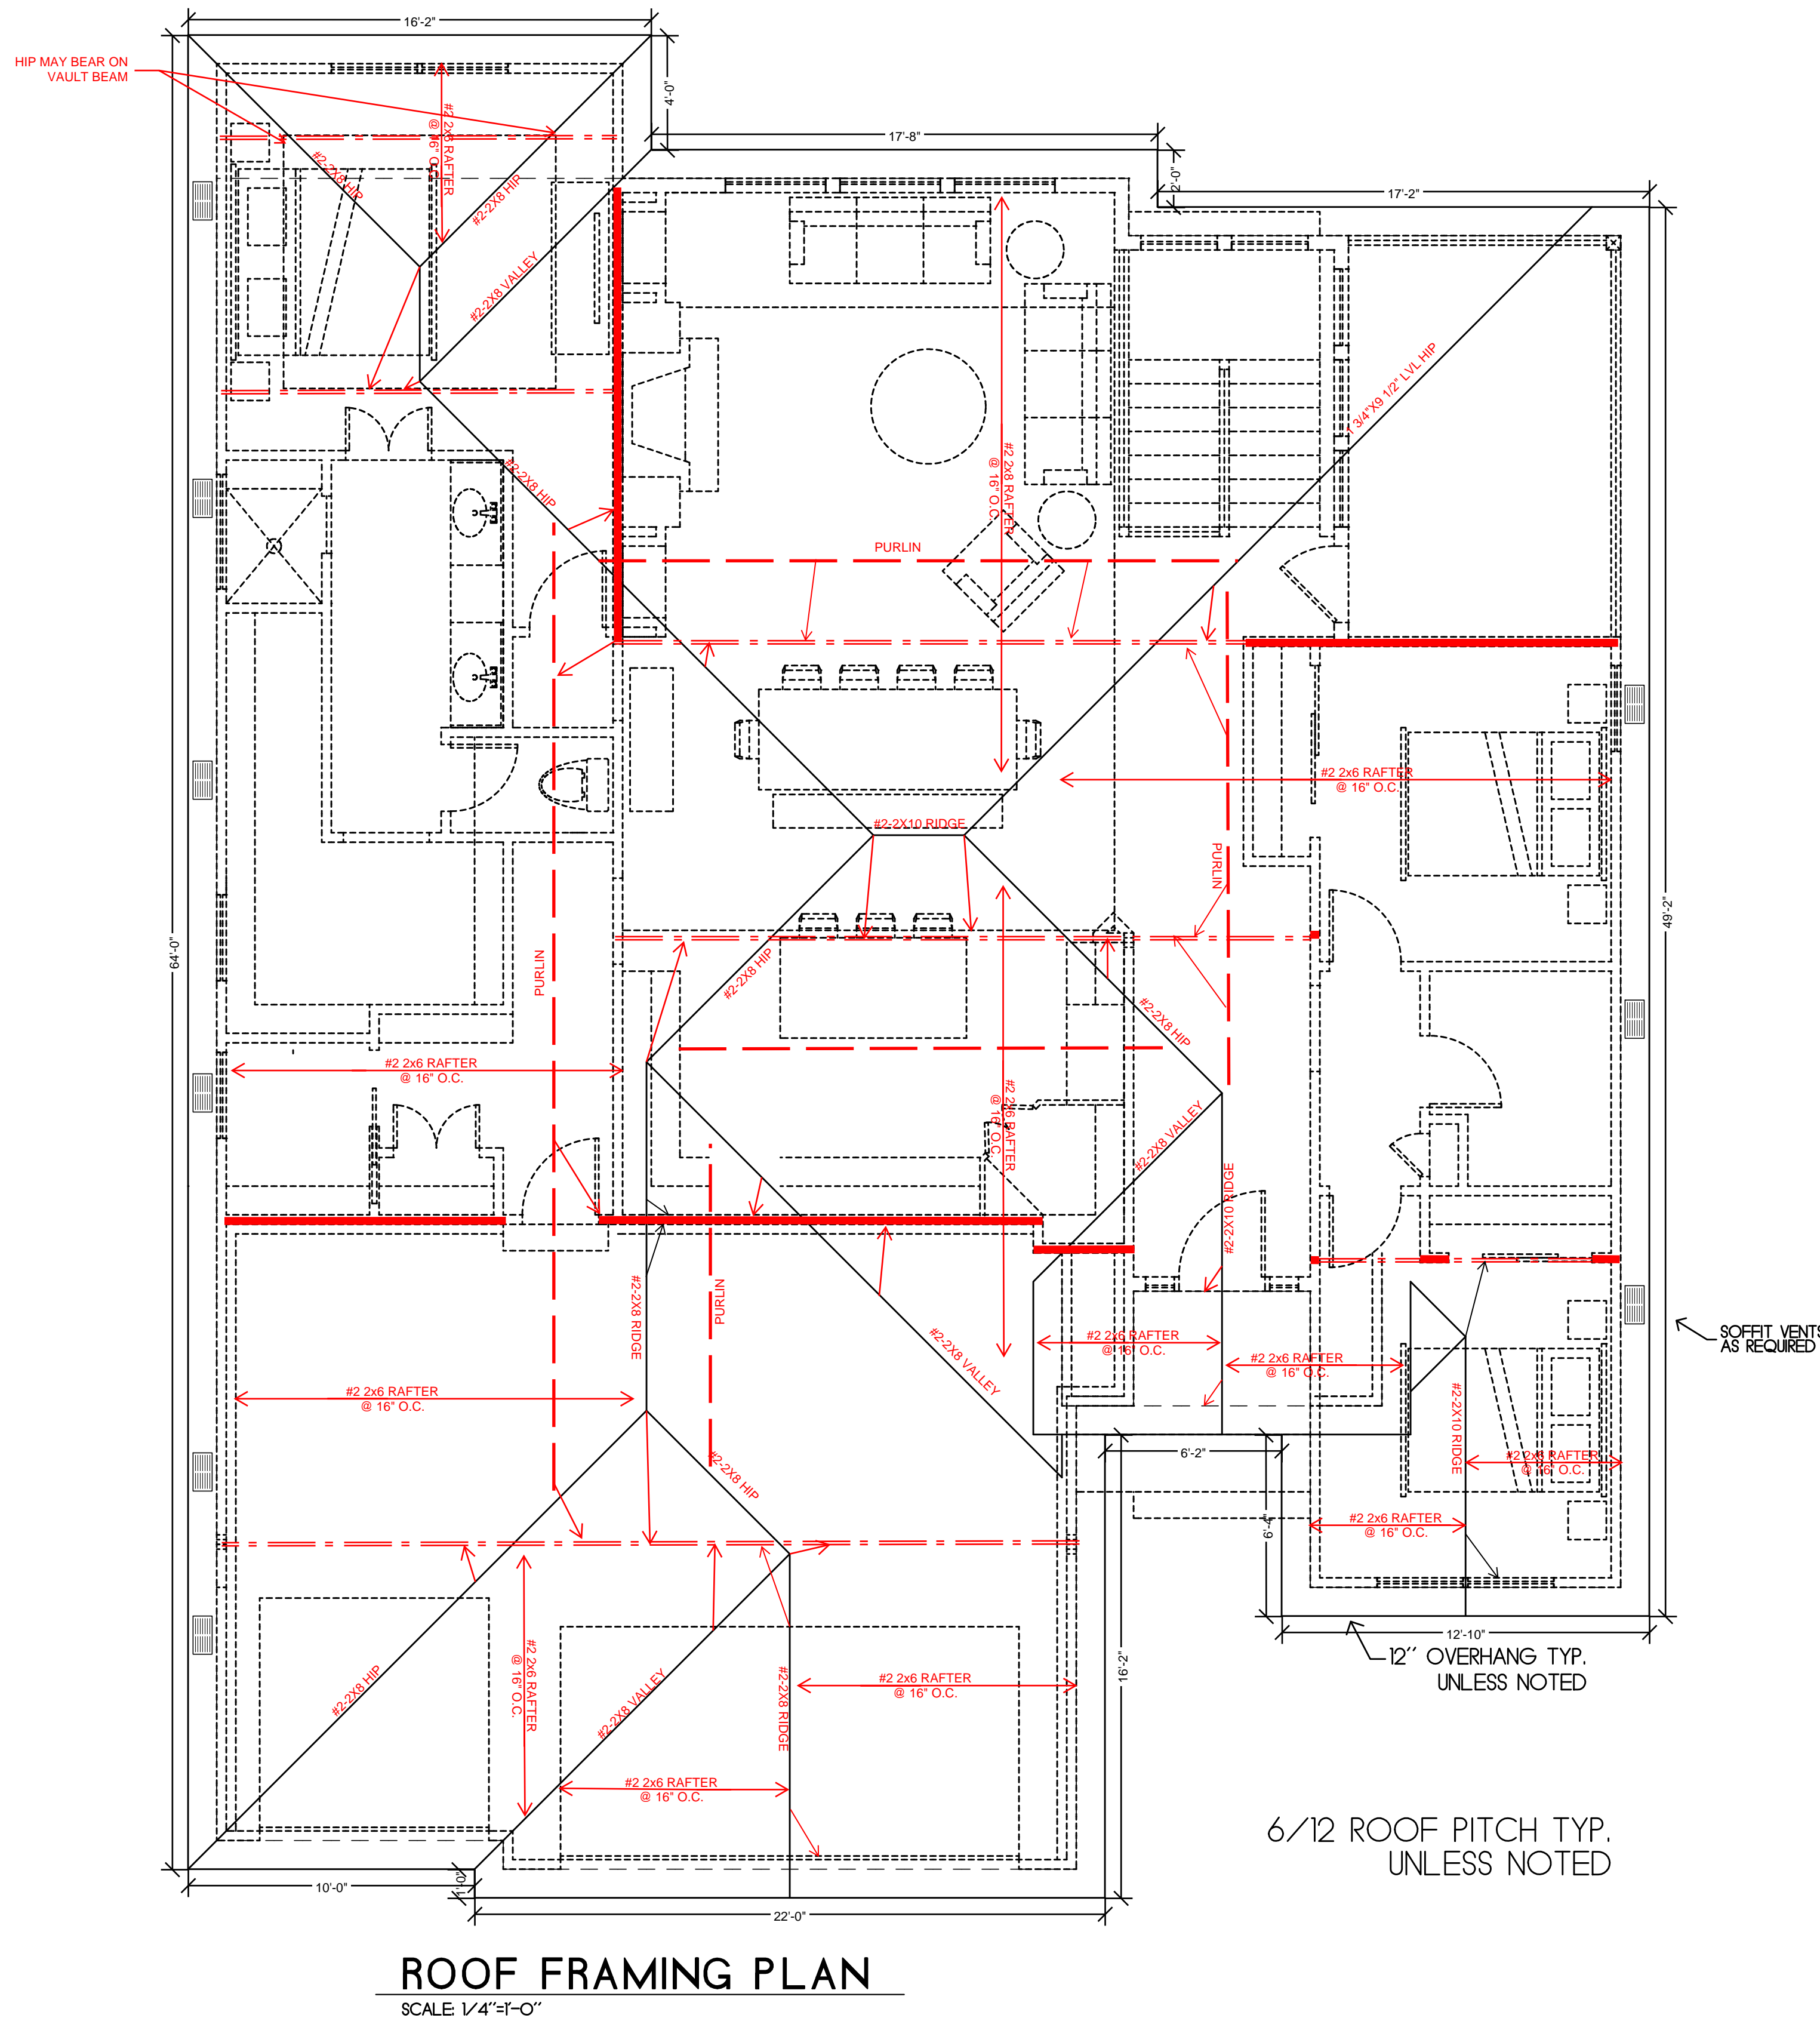 16'-2"
HIP MAY BEAR ON
VAULT BEAM
4'-0"
17'-8"
2'-0"
17'-2"
#2 2x6 RAFTER
@ 16" O.C.
#2-2X8 HIP
#2-2X8 HIP
#2-2X8 VALLEY
1 3/4"X9 1/2" LVL HIP
#2-2X8 HIP
#2 2x8 RAFTER
@ 16" O.C.
PURLIN
#2 2x6 RAFTER
@ 16" O.C.
#2-2X10 RIDGE
PURLIN
64'-0"
49'-2"
PURLIN
#2-2X8 HIP
#2-2X8 HIP
#2 2x6 RAFTER
@ 16" O.C.
#2 2x6 RAFTER
@ 16" O.C.
#2-2X8 VALLEY
#2-2X10 RIDGE
#2-2X8 RIDGE
PURLIN
#2 2x6 RAFTER
@ 16" O.C.
#2 2x6 RAFTER
@ 16" O.C.
SOFFIT VENTS
AS REQUIRED
#2-2X8 VALLEY
#2 2x6 RAFTER
@ 16" O.C.
#2-2X10 RIDGE
#2 2x6 RAFTER
@ 16" O.C.
6'-2"
#2-2X8 HIP
#2 2x6 RAFTER
@ 16" O.C.
6'-4"
12'-10"
12" OVERHANG TYP.
UNLESS NOTED
#2-2X8 HIP
#2 2x6 RAFTER
@ 16" O.C.
#2-2X8 VALLEY
#2-2X8 RIDGE
#2 2x6 RAFTER
@ 16" O.C.
16'-2"
#2 2x6 RAFTER
@ 16" O.C.
6/12 ROOF PITCH TYP.
UNLESS NOTED
10'-0"
1'-0"
22'-0"
ROOF FRAMING PLAN
SCALE: 1/4"=1'-0"